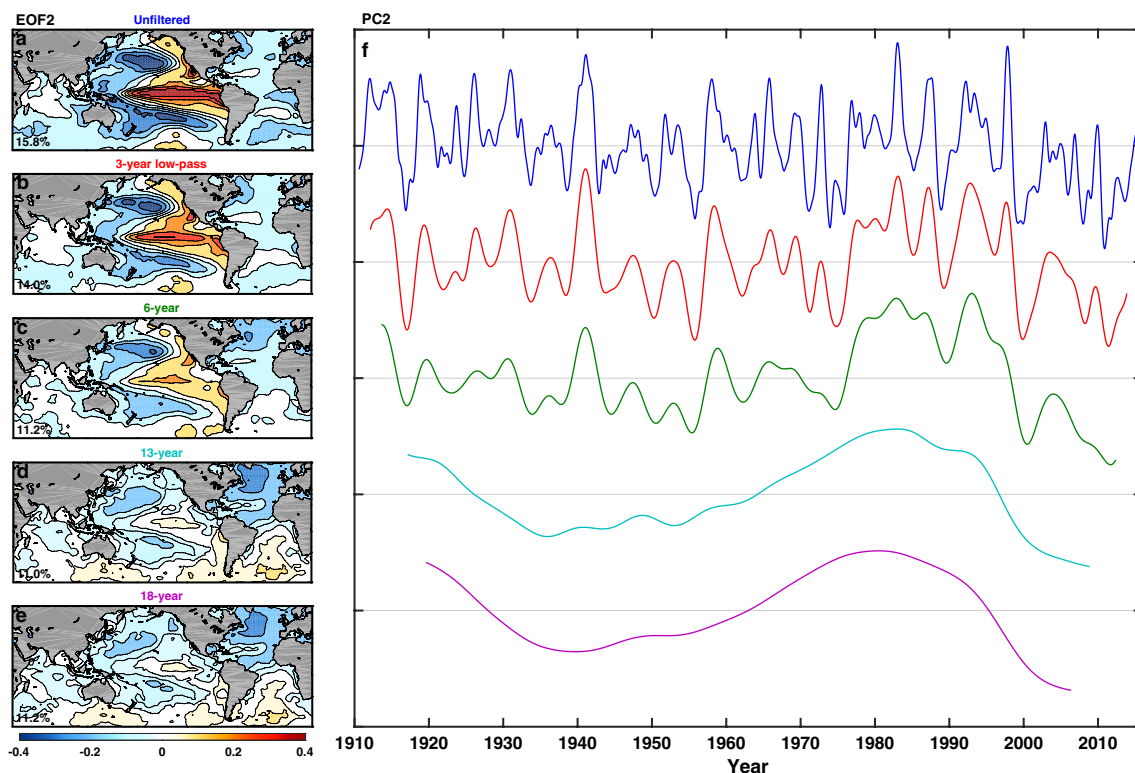 EOF2
Unfiltered
a
15.8%
3-year low-pass
b
14.0%
6-year
c
11.2%
13-year
d
11.0%
18-year
e
11.2%
-0.4 -0.2 0 0.2 0.4
PC2
f
1910 1920 1930 1940 1950 1960 1970 1980 1990 2000 2010
Year